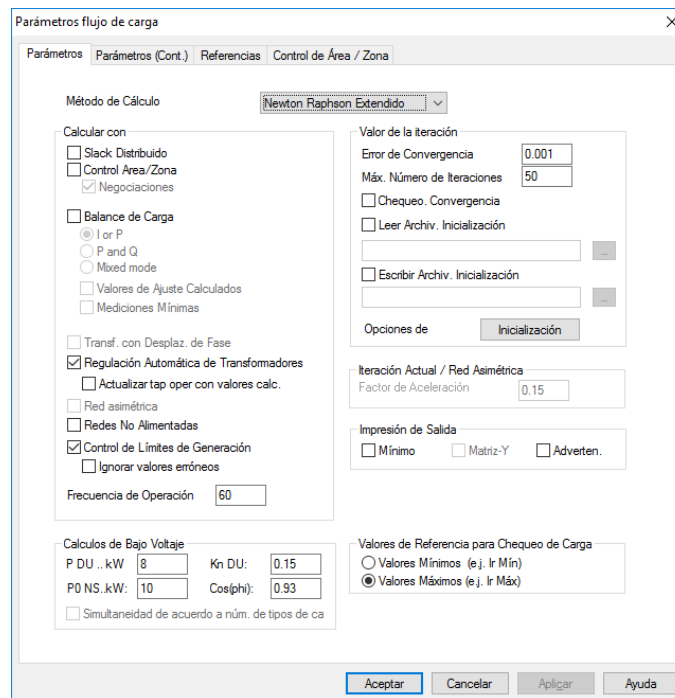 Parámetros flujo de carga
Parámetros Parámetros (Cont.) Referencias Control de Área / Zona
Método de Cálculo Newton Raphson Extendido
Calcular con
Slack Distribuido
Control Area/Zona
Negociaciones
Balance de Carga
I or P
P and Q
Mixed mode
Valores de Ajuste Calculados
Mediciones Mínimas
Transf. con Desplaz. de Fase
Regulación Automática de Transformadores
Actualizar tap oper con valores calc.
Red asimétrica
Redes No Alimentadas
Control de Límites de Generación
Ignorar valores erróneos
Frecuencia de Operación 60
Valor de la iteración
Error de Convergencia 0.001
Máx. Número de Iteraciones 50
Chequeo. Convergencia
Leer Archiv. Inicialización
...
Escribir Archiv. Inicialización
...
Opciones de Inicialización
Iteración Actual / Red Asimétrica
Factor de Aceleración 0.15
Impresión de Salida
Mínimo Matriz-Y Adverten.
Calculos de Bajo Voltaje
P DU .. kW 8 Kn DU: 0.15
P0 NS..kW: 10 Cos(phi): 0.93
Simultaneidad de acuerdo a núm. de tipos de ca
Valores de Referencia para Chequeo de Carga
Valores Mínimos (e.j. Ir Mín)
Valores Máximos (e.j. Ir Máx)
Aceptar Cancelar Aplicar Ayuda